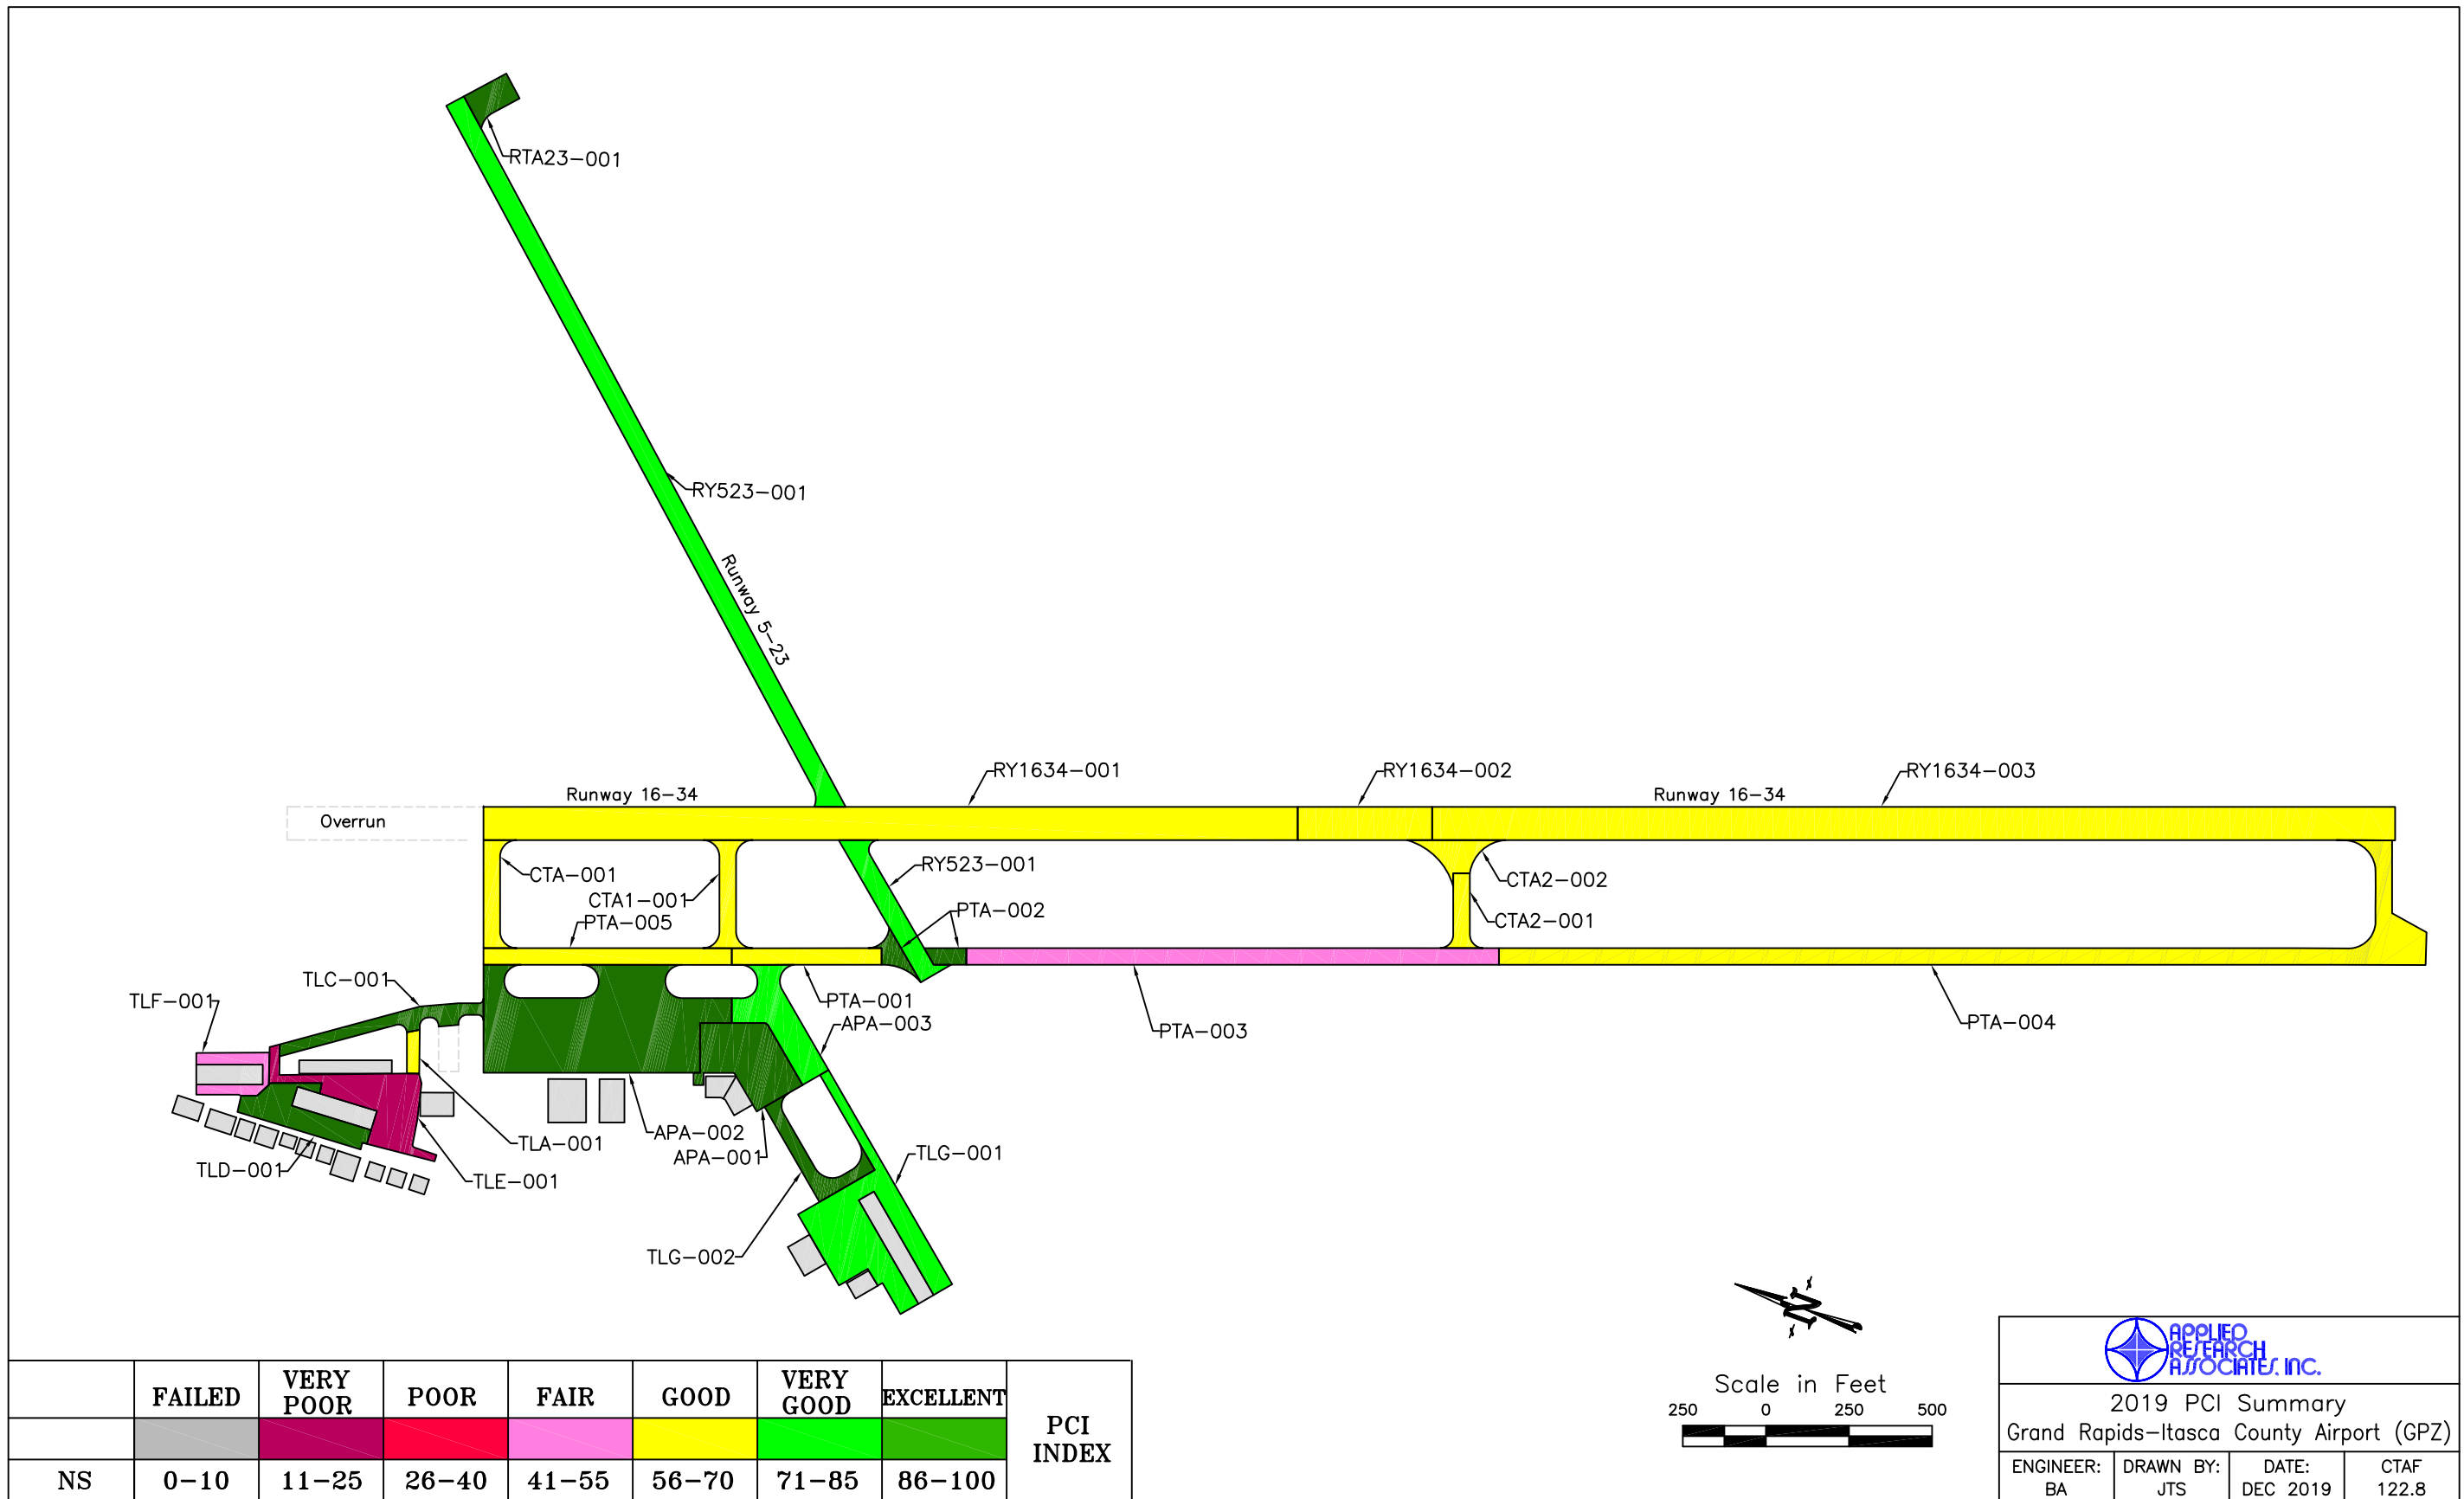 RTA23-001
RY523-001
Runway 5-23
RY1634-001
RY1634-002
RY1634-003
Runway 16-34
Runway 16-34
Overrun
CTA-001
CTA1-001
PTA-005
RY523-001
PTA-002
CTA2-002
CTA2-001
TLC-001
TLF-001
PTA-001
APA-003
PTA-003
PTA-004
APA-002
APA-001
TLA-001
TLD-001
TLE-001
TLG-001
TLG-002
N
Scale in Feet
250 0 250 500
APPLIED
RESEARCH
ASSOCIATES, INC.
2019 PCI Summary
Grand Rapids-Itasca County Airport (GPZ)
ENGINEER: DRAWN BY: DATE: CTAF
BA JTS DEC 2019 122.8
FAILED VERY POOR POOR FAIR GOOD VERY GOOD EXCELLENT
PCI
INDEX
NS 0-10 11-25 26-40 41-55 56-70 71-85 86-100